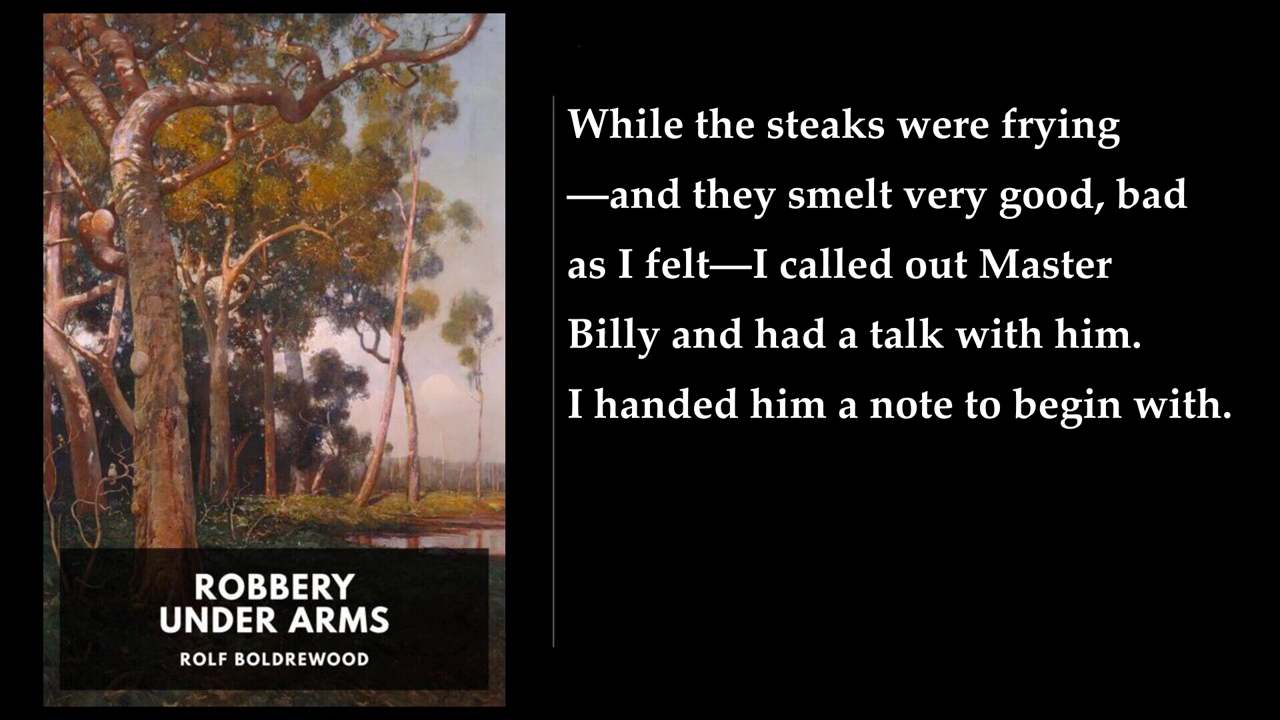 ROBBERY
UNDER ARMS
ROLF BOLDREWOOD
While the steaks were frying
—and they smelt very good, bad
as I felt—I called out Master
Billy and had a talk with him.
I handed him a note to begin with.